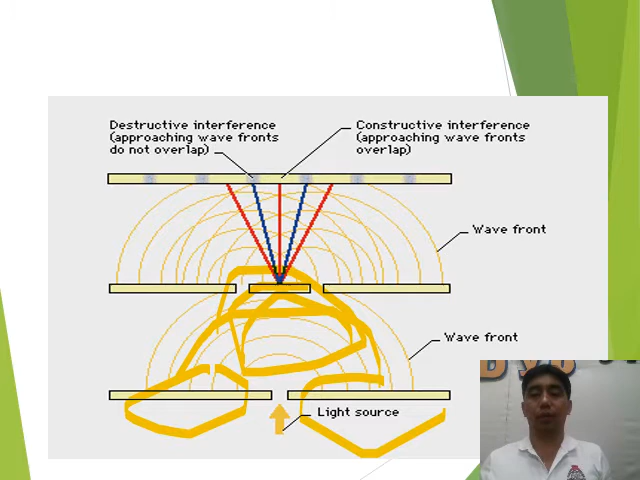 Destructive interference
(approaching wave fronts
do not overlap)
Constructive interference
(approaching wave fronts
overlap)
Wave front
Wave front
Light source